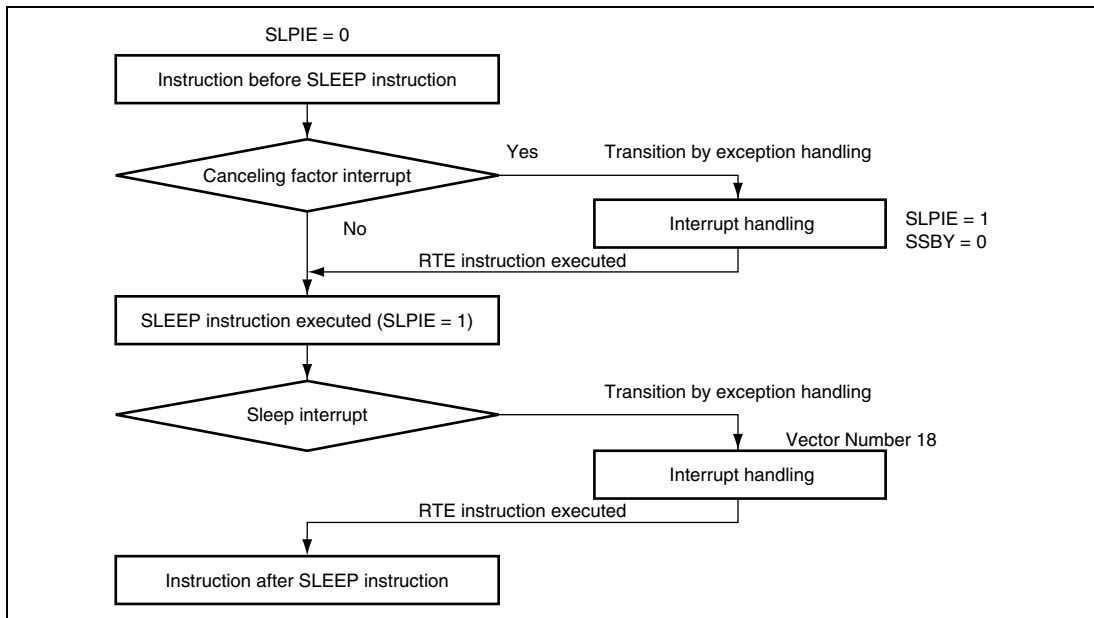 SLPIE = 0
Instruction before SLEEP instruction
Canceling factor interrupt
Yes
Transition by exception handling
Interrupt handling
SLPIE = 1
SSBY = 0
No
RTE instruction executed
SLEEP instruction executed (SLPIE = 1)
Sleep interrupt
Transition by exception handling
Vector Number 18
Interrupt handling
RTE instruction executed
Instruction after SLEEP instruction